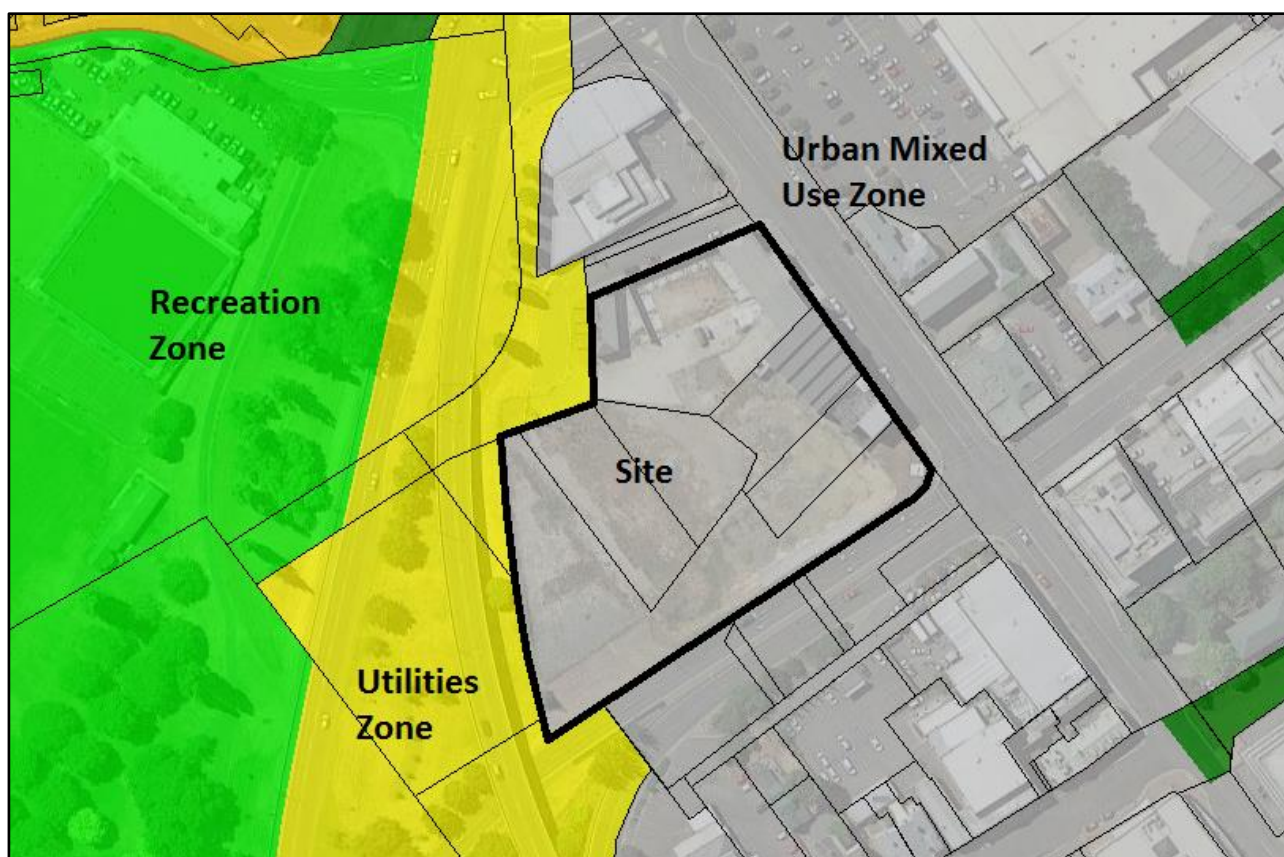 Urban Mixed
Use Zone
Recreation
Zone
Site
Utilities
Zone